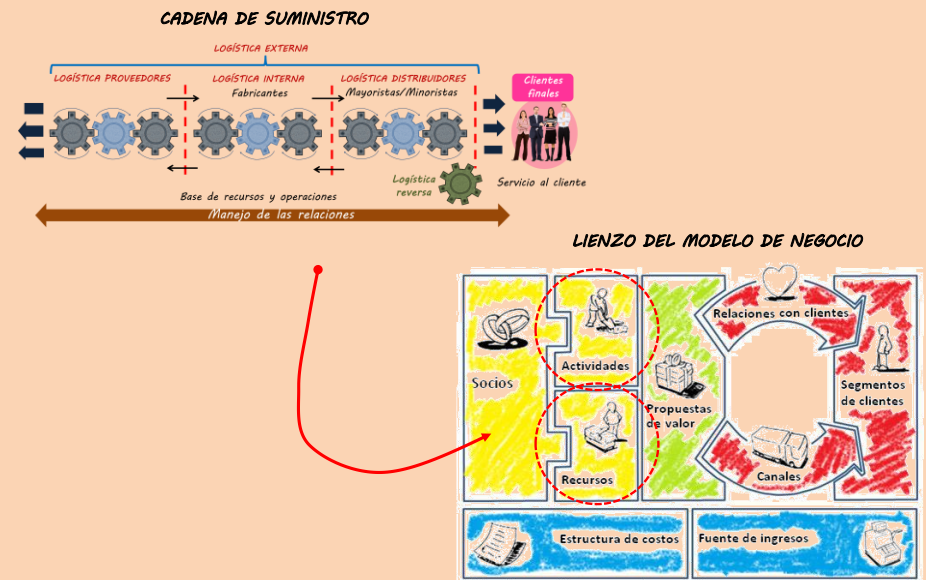 CADENA DE SUMINISTRO
LOGÍSTICA EXTERNA
LOGÍSTICA PROVEEDORES
LOGÍSTICA INTERNA
Fabricantes
LOGÍSTICA DISTRIBUIDORES
Mayoristas/Minoristas
Clientes
finales
Logística
reversa
Servicio al cliente
Base de recursos y operaciones
Manejo de las relaciones
LIENZO DEL MODELO DE NEGOCIO
Socios
Actividades
Recursos
Propuestas
de valor
Relaciones con clientes
Canales
Segmentos
de clientes
Estructura de costos
Fuente de ingresos